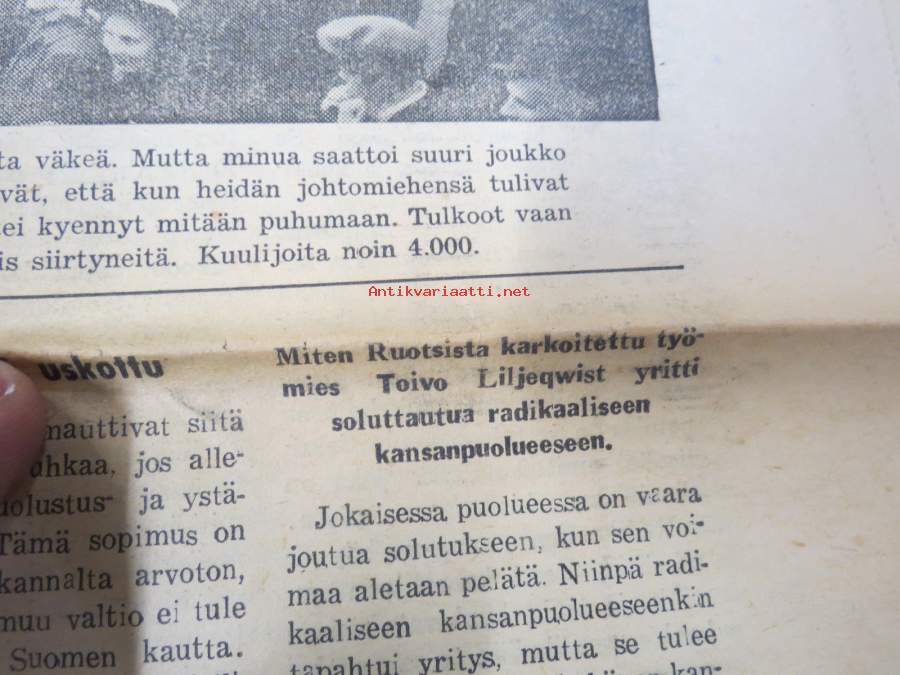 ta väkeä. Mutta minua saattoi suuri joukko
vät, että kun heidän johtomiehensä tulivat
ei kyennyt mitään puhumaan. Tulkoot vaan
is siirtyneitä. Kuulijoita noin 4.000.
Antikvariaatti.net
uskottu
mauttivat siitä
uhkaa, jos alle-
uolustus- ja ystä-
Tämä sopimus on
kannalta arvoton,
muu valtio ei tule
Suomen kautta.
Miten Ruotsista karkoitettu työ-
mies Toivo Liljeqwist yritti
soluttautua radikaaliseen
kansanpuolueeseen.
Jokaisessa puolueessa on vaara
joutua solutukseen, kun sen voi-
maa aletaan pelätä. Niinpä radi-
kaaliseen kansanpuolueeseenkin
tapahtui yritys, mutta se tulee
kan-